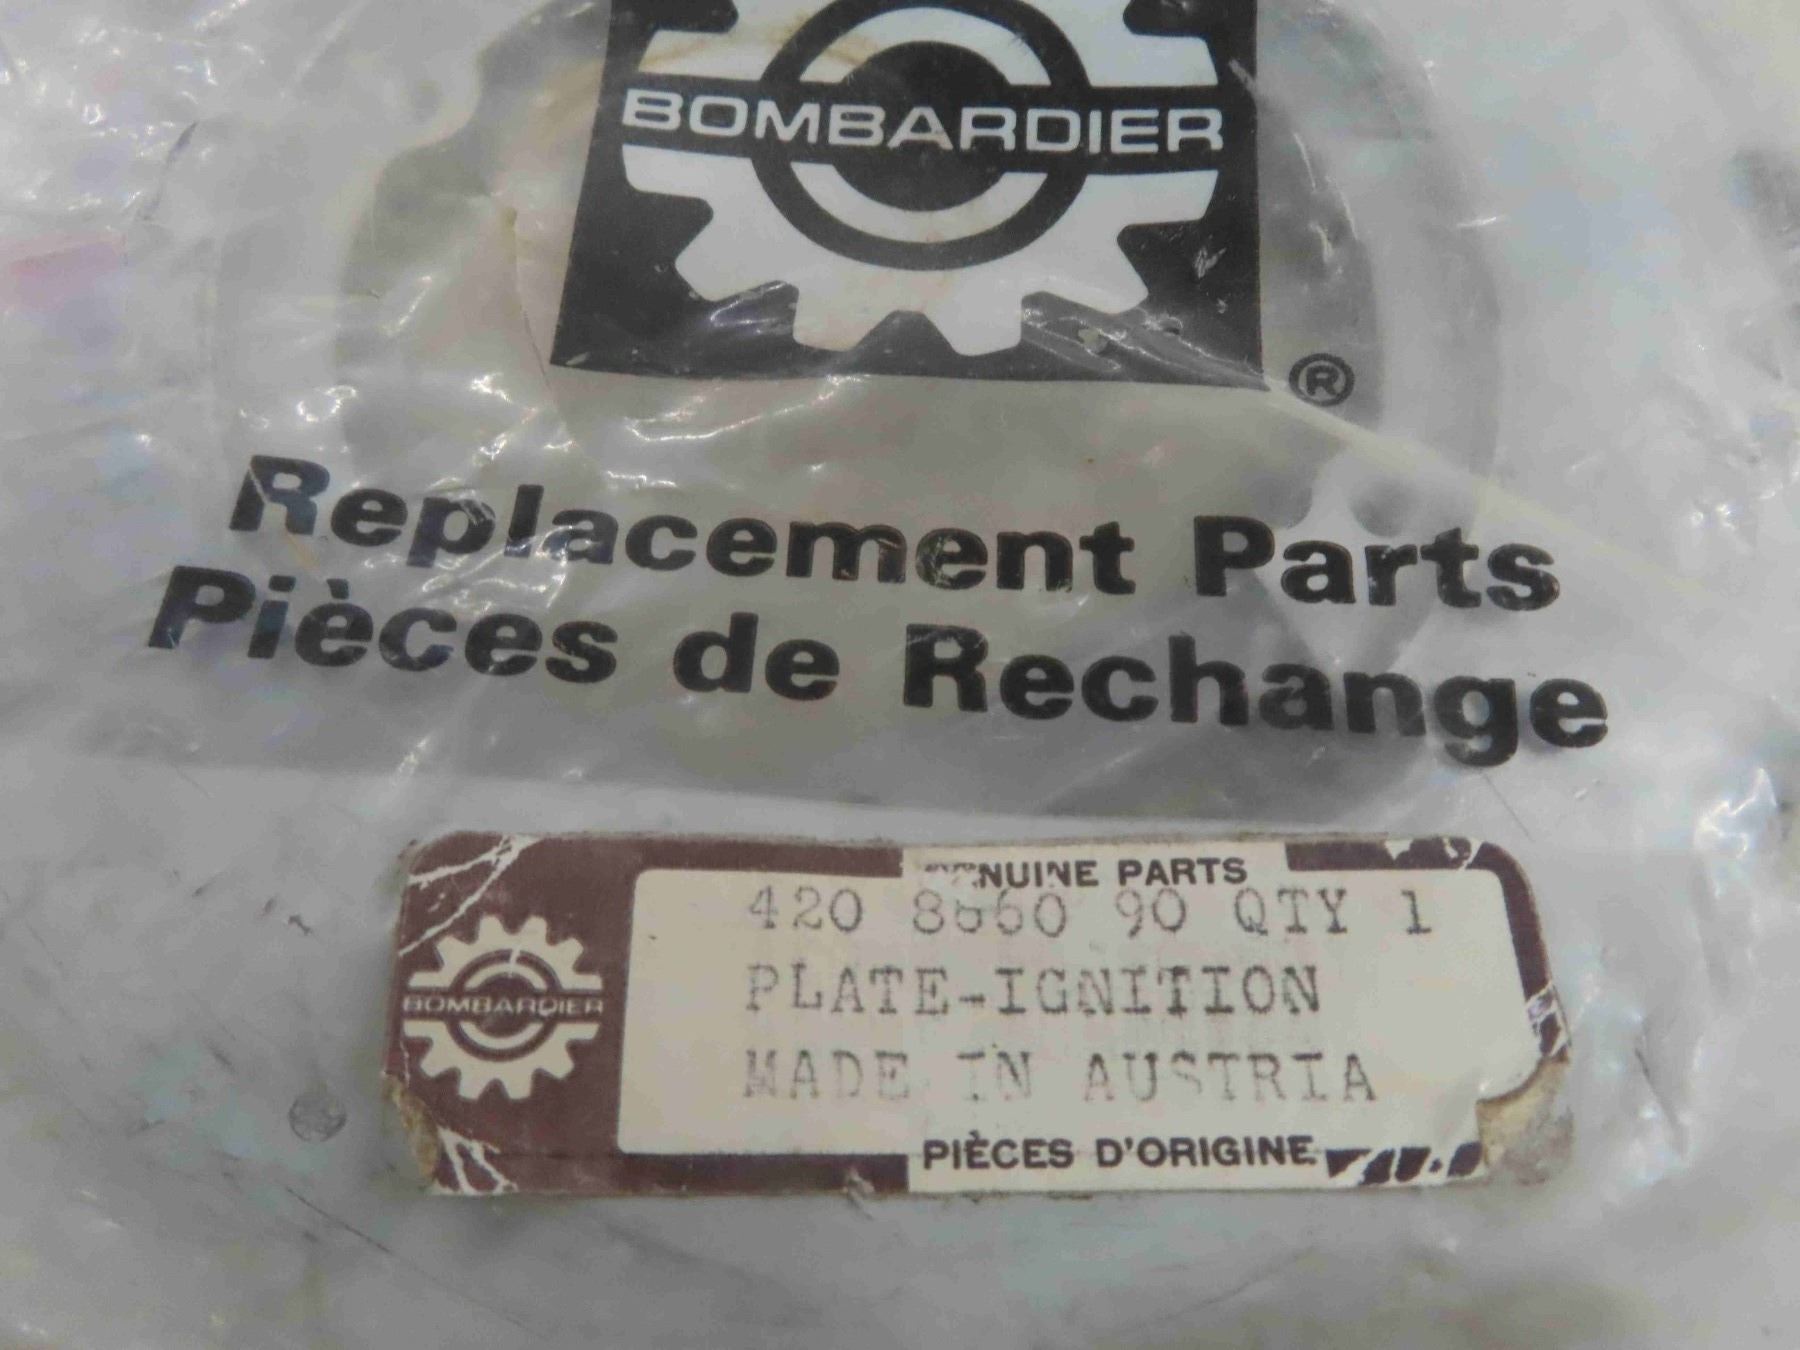 BOMBARDIER
®
Replacement Parts
Pièces de Rechange
GENUINE PARTS
420 8660 90 QTY 1
PLATE-IGNITION
BOMBARDIER
MADE IN AUSTRIA
PIÈCES D'ORIGINE